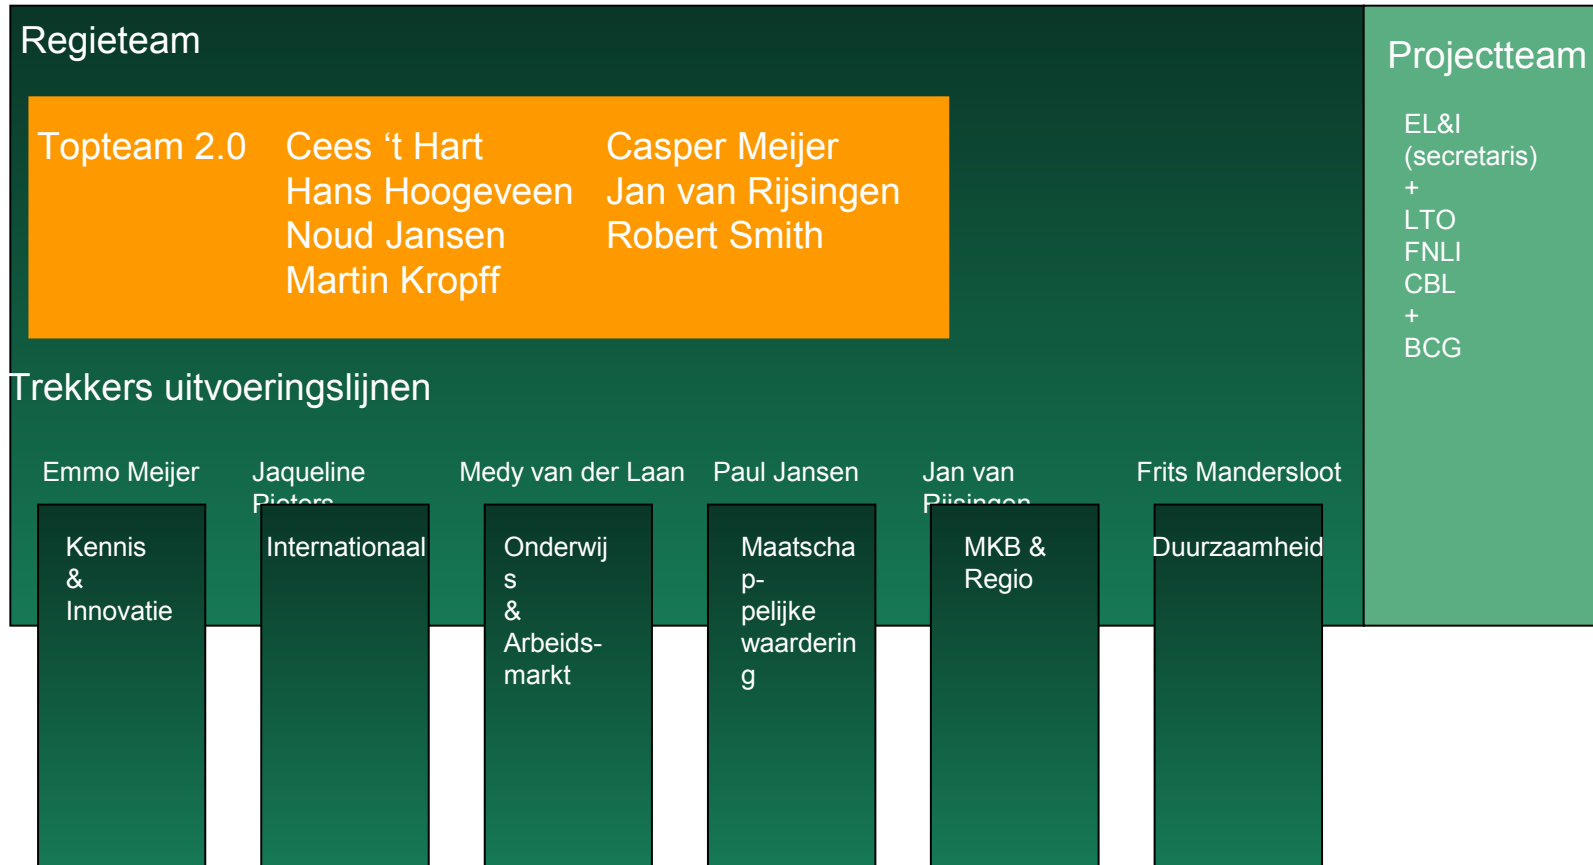 Regieteam
Projectteam
Topteam 2.0
Cees ‘t Hart
Hans Hoogeveen
Noud Jansen
Martin Kropff
Casper Meijer
Jan van Rijsingen
Robert Smith
EL&I
(secretaris)
+
LTO
FNLI
CBL
+
BCG
Trekkers uitvoeringslijnen
Emmo Meijer
Jaqueline
Pieters
Medy van der Laan
Paul Jansen
Jan van
Rijsingen
Frits Mandersloot
Kennis
&
Innovatie
Internationaal
Onderwij
s
&
Arbeids-
markt
Maatscha
p-
pelijke
waarderin
g
MKB &
Regio
Duurzaamheid